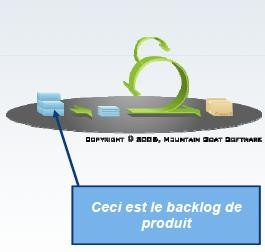 COPYRIGHT © 2005, MOUNTAIN GOAT SOFTWARE
Ceci est le backlog de
produit